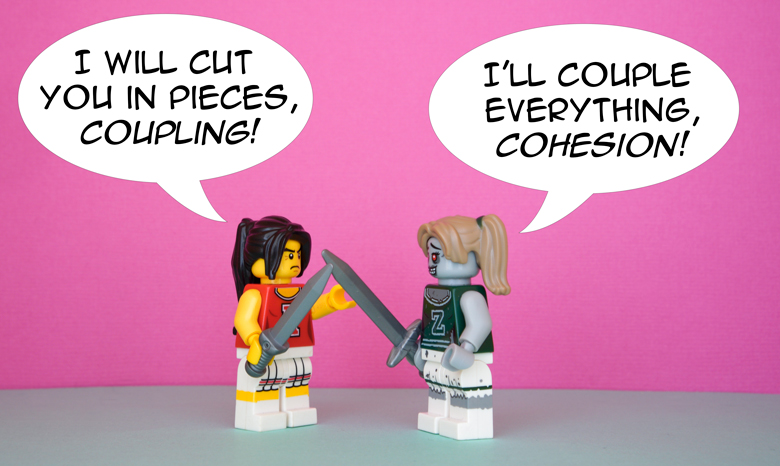 I WILL CUT
YOU IN PIECES,
COUPLING!
I'LL COUPLE
EVERYTHING,
COHESION!
Z